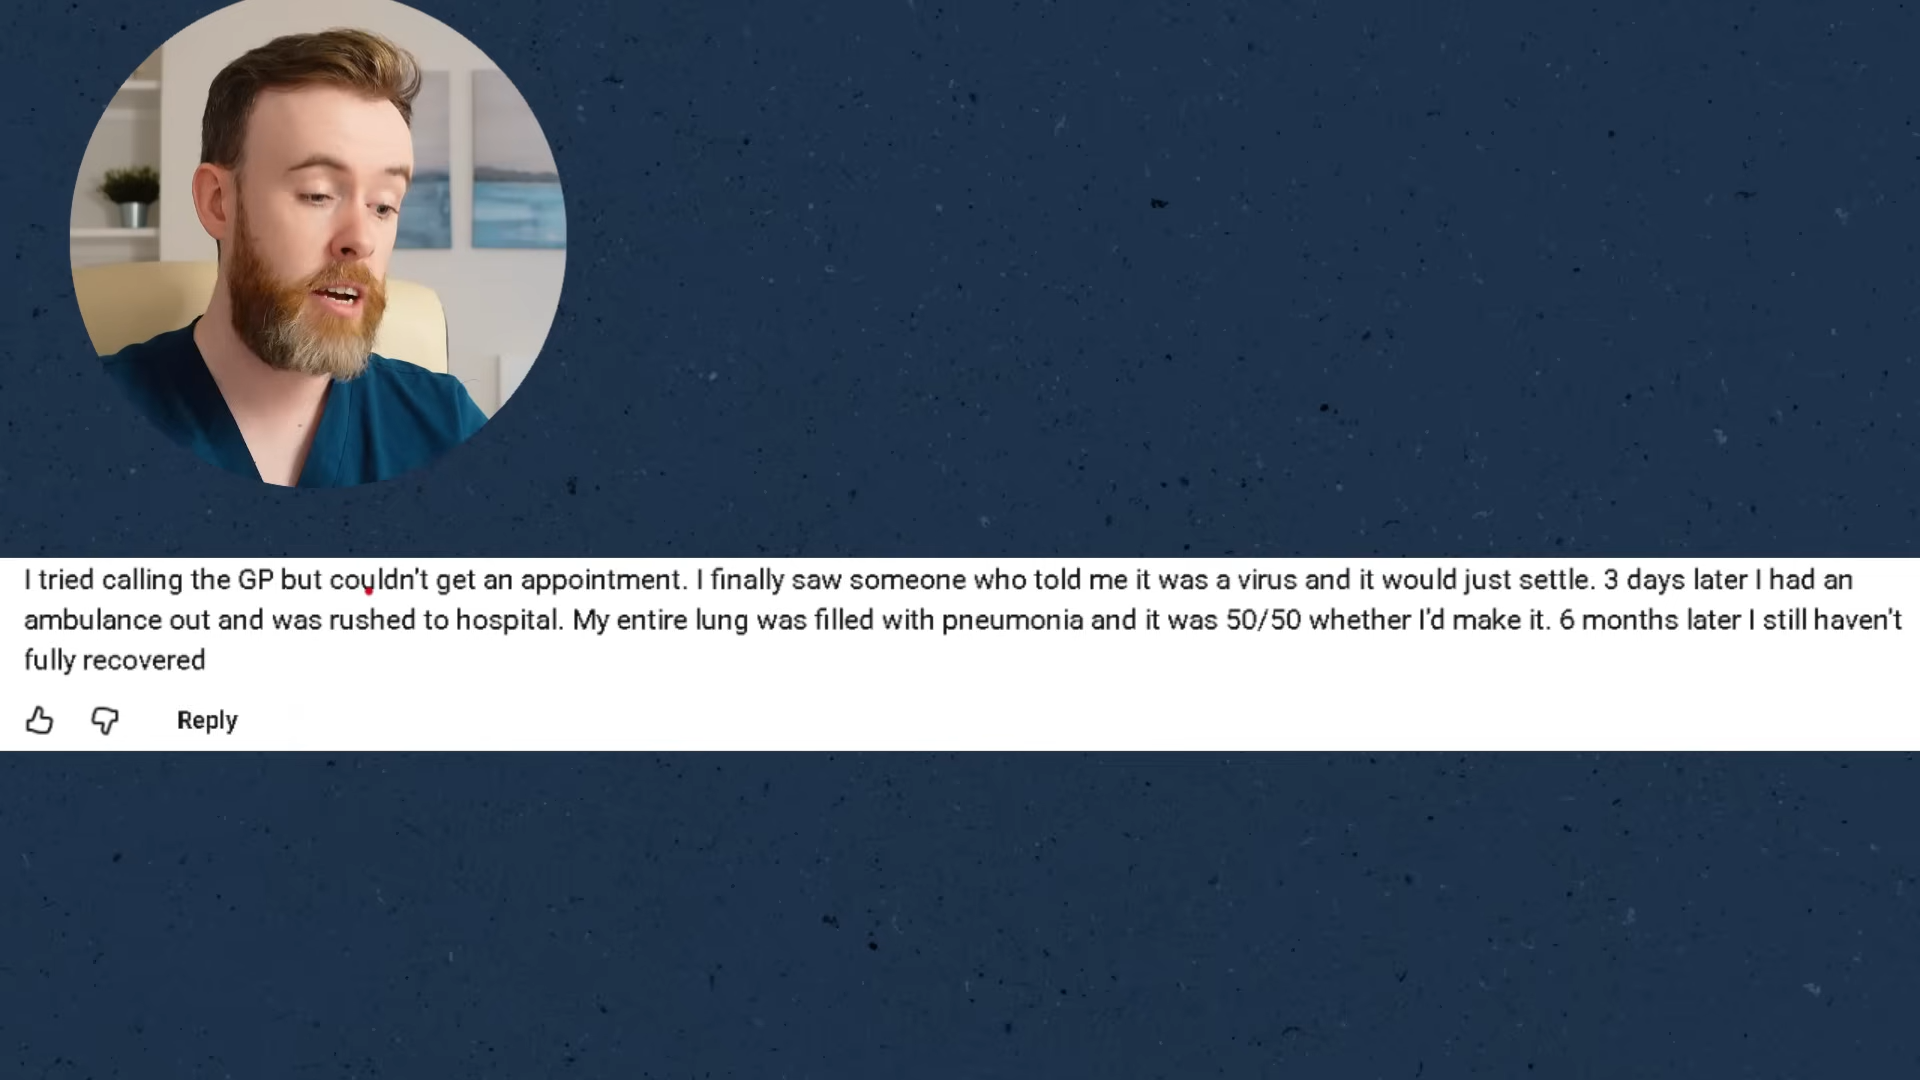 I tried calling the GP but couldn't get an appointment. I finally saw someone who told me it was a virus and it would just settle. 3 days later I had an
ambulance out and was rushed to hospital. My entire lung was filled with pneumonia and it was 50/50 whether I'd make it. 6 months later I still haven't
fully recovered
Reply